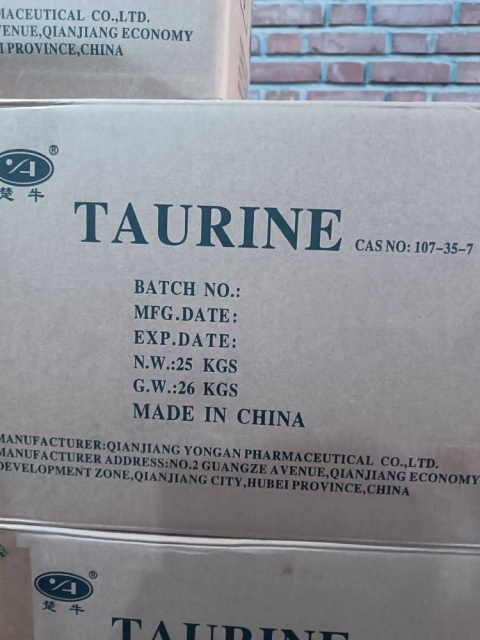 MACEUTICAL CO.,LTD.
VENUE,QIANJIANG ECONOMY
I PROVINCE,CHINA
®
楚牛
TAURINE CAS NO: 107-35-7
BATCH NO.:
MFG.DATE:
EXP.DATE:
N.W.:25 KGS
G.W.:26 KGS
MADE IN CHINA
MANUFACTURER:QIANJIANG YONGAN PHARMACEUTICAL CO.,LTD.
MANUFACTURER ADDRESS:NO.2 GUANGZE AVENUE,QIANJIANG ECONOMY
DEVELOPMENT ZONE,QIANJIANG CITY,HUBEI PROVINCE,CHINA
®
楚牛
TAURINE